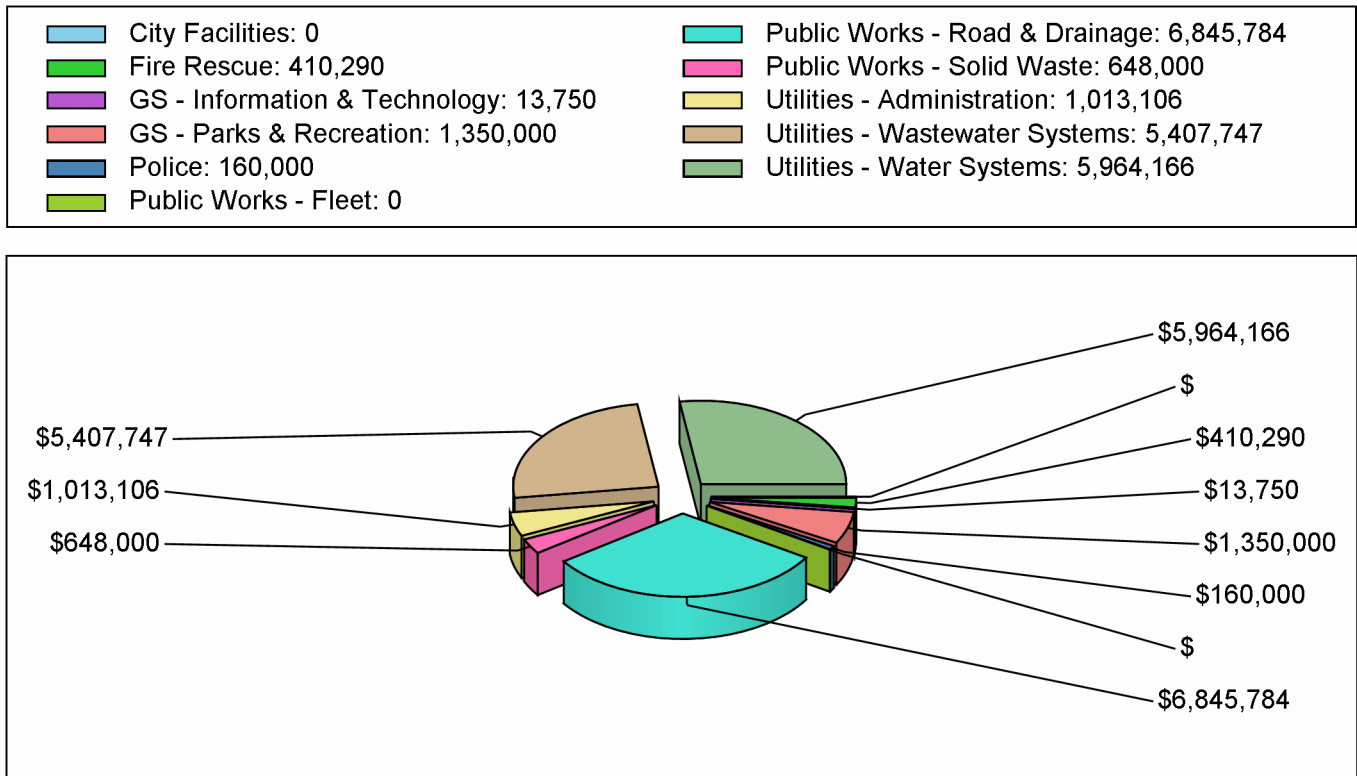 City Facilities: 0
Fire Rescue: 410,290
GS - Information & Technology: 13,750
GS - Parks & Recreation: 1,350,000
Police: 160,000
Public Works - Fleet: 0
Public Works - Road & Drainage: 6,845,784
Public Works - Solid Waste: 648,000
Utilities - Administration: 1,013,106
Utilities - Wastewater Systems: 5,407,747
Utilities - Water Systems: 5,964,166
$5,407,747
$1,013,106
$648,000
$5,964,166
$
$410,290
$13,750
$1,350,000
$160,000
$
$6,845,784